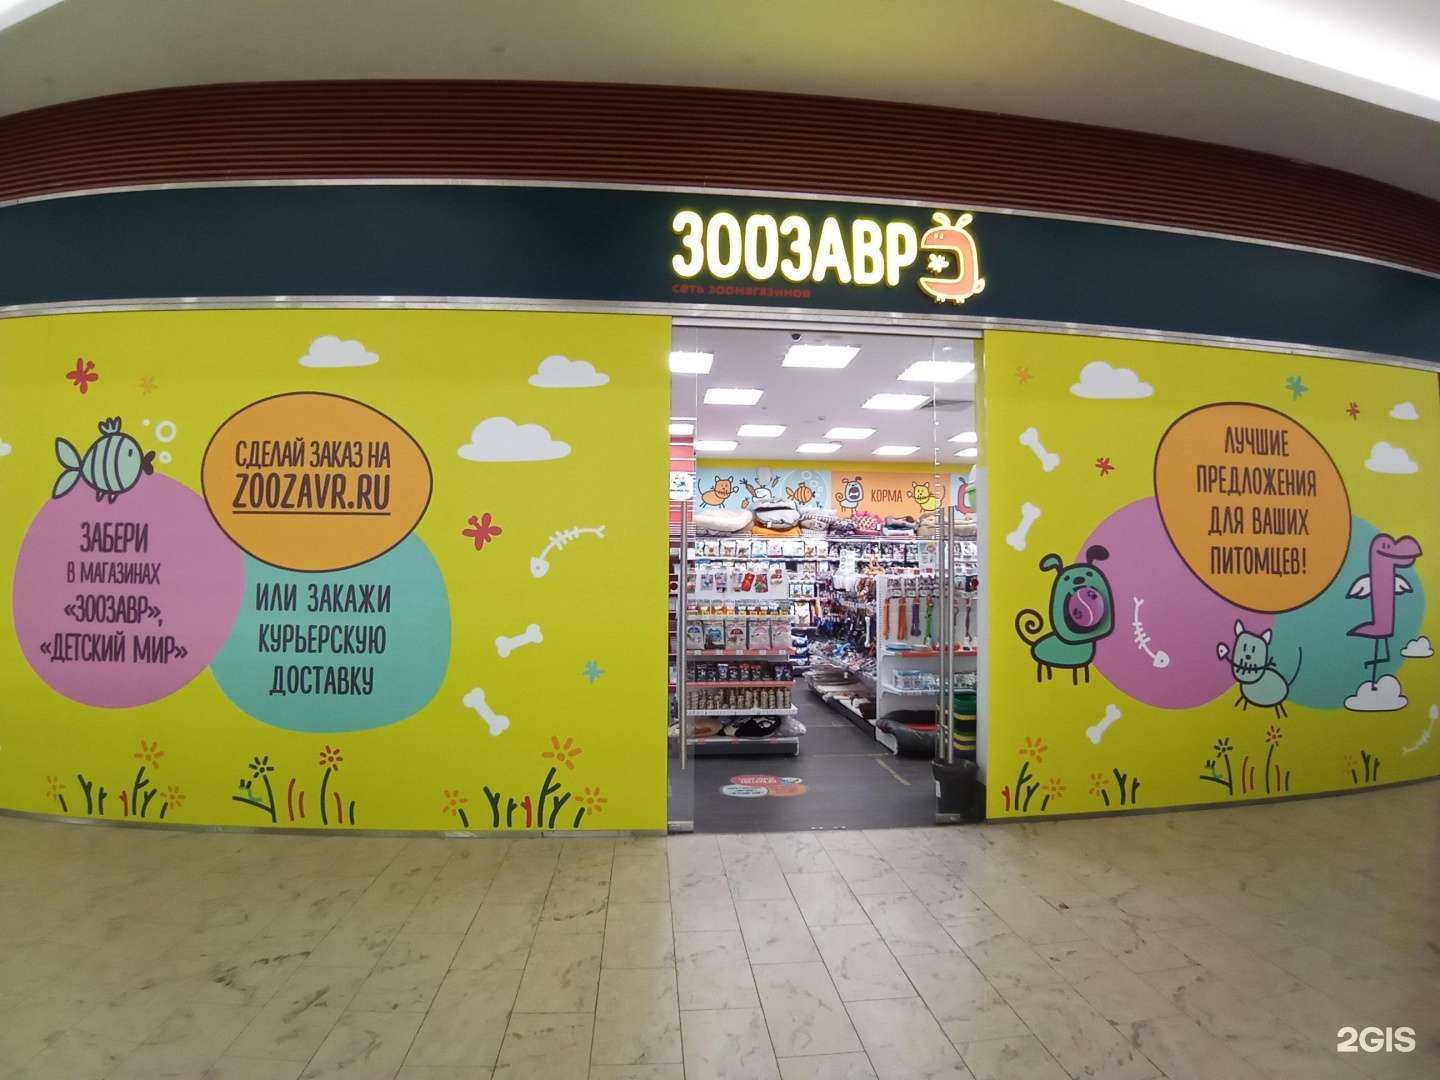 ЗООЗАВР
сеть зоомагазинов
СДЕЛАЙ ЗАКАЗ НА
ZOOZAVR.RU
ЗАБЕРИ
В МАГАЗИНАХ
«ЗООЗАВР»,
«ДЕТСКИЙ МИР»
ИЛИ ЗАКАЖИ
КУРЬЕРСКУЮ
ДОСТАВКУ
КОРМА
ЛУЧШИЕ
ПРЕДЛОЖЕНИЯ
ДЛЯ ВАШИХ
ПИТОМЦЕВ!
2GIS